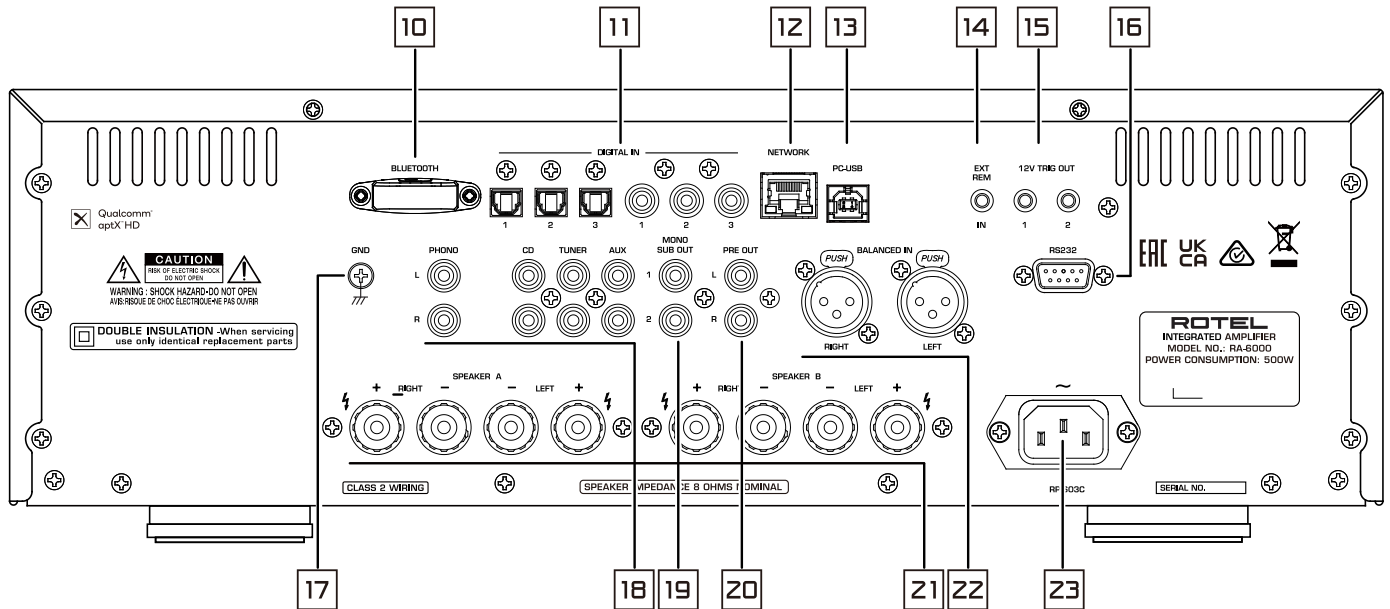 10 11 12 13 14 15 16
DIGITAL IN
NETWORK
BLUETOOTH
PC-USB
EXT
REM
12V TRIG OUT
1 2 3 1 2 3
IN 1 2
Qualcomm®
aptX™HD
GND
PHONO
CD TUNER AUX
MONO
SUB OUT
PRE OUT
BALANCED IN
PUSH PUSH
RS232
EAC UK
CA
L 1 L
R 2 R
RIGHT LEFT
CAUTION
RISK OF ELECTRIC SHOCK
DO NOT OPEN
WARNING : SHOCK HAZARD-DO NOT OPEN
AVIS:RISQUE DE CHOC ÉLECTRIQUE-NE PAS OUVRIR
DOUBLE INSULATION -When servicing
use only identical replacement parts
ROTEL
INTEGRATED AMPLIFIER
MODEL NO.: RA-6000
POWER CONSUMPTION: 500W
SPEAKER A
+ RIGHT − − LEFT +
SPEAKER B
+ RIGHT − − LEFT +
~
CLASS 2 WIRING
SPEAKER IMPEDANCE 8 OHMS NOMINAL
SERIAL NO.
17 18 19 20 21 22 23